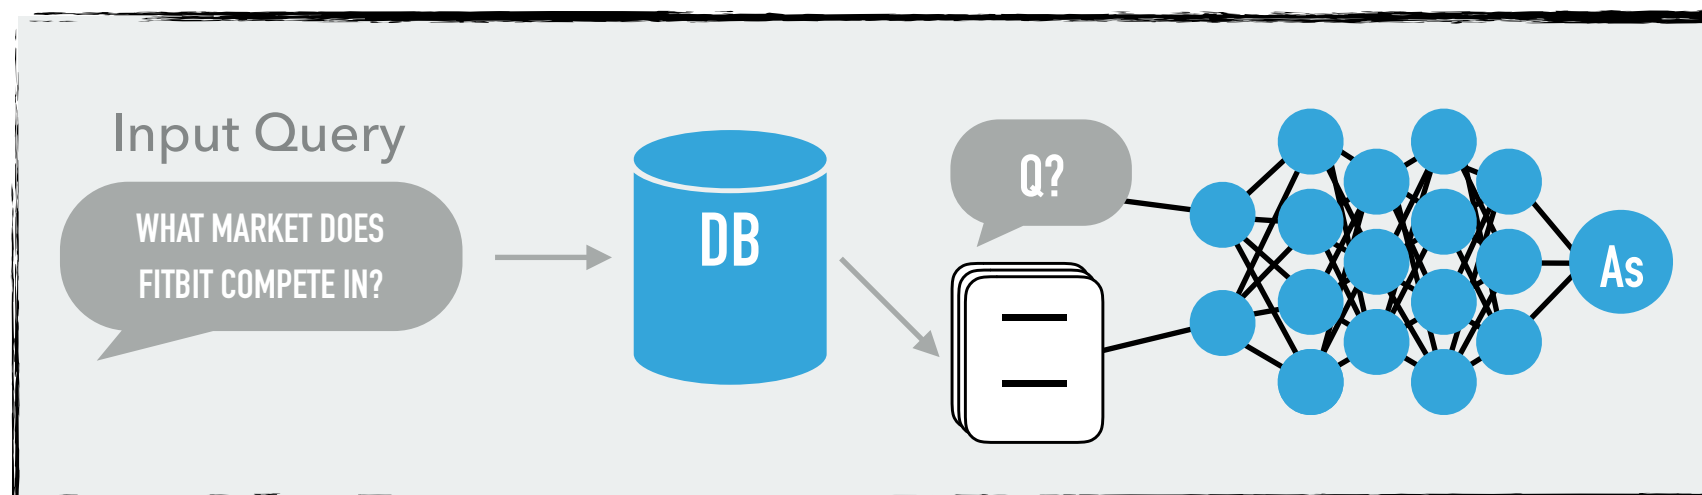 Input Query
WHAT MARKET DOES
FITBIT COMPETE IN?
DB
Q?
As